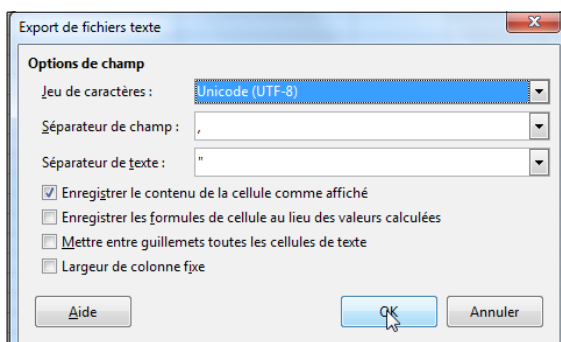 Export de fichiers texte
Options de champ
Jeu de caractères :
Unicode (UTF-8)
Séparateur de champ :
,
Séparateur de texte :
"
Enregistrer le contenu de la cellule comme affiché
Enregistrer les formules de cellule au lieu des valeurs calculées
Mettre entre guillemets toutes les cellules de texte
Largeur de colonne fixe
Aide
OK
Annuler